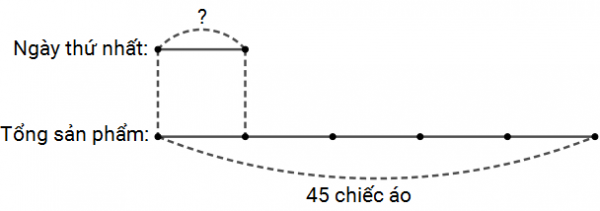 ?
Ngày thứ nhất:
Tổng sản phẩm:
45 chiếc áo